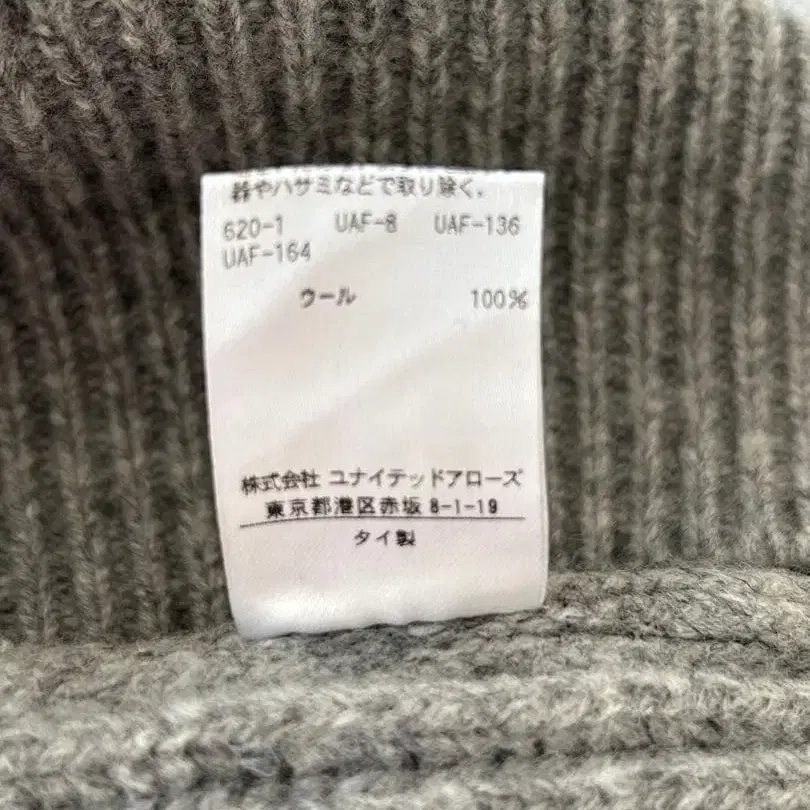 器やハサミなどで取り除く。
620-1 UAF-8 UAF-136
UAF-164
ウール 100%
株式会社 ユナイテッドアローズ
東京都港区赤坂 8-1-19
タイ製